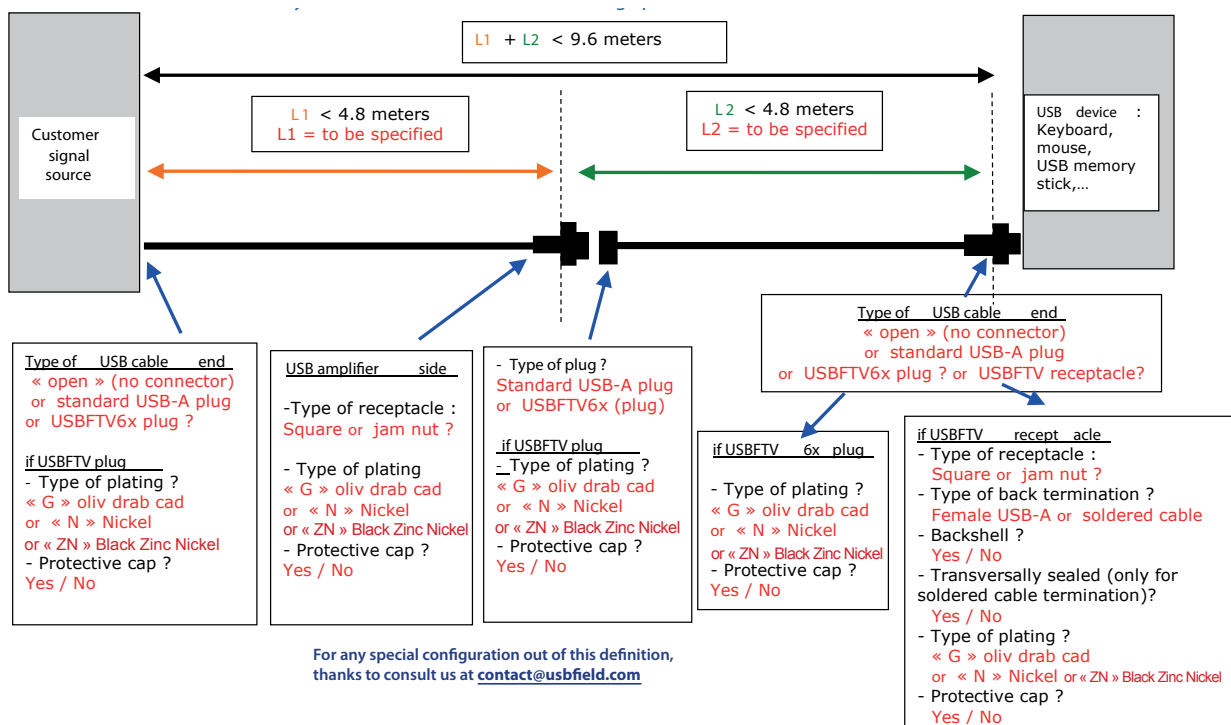 L1 + L2 < 9.6 meters
L1 < 4.8 meters
L1 = to be specified
L2 < 4.8 meters
L2 = to be specified
Customer
signal
source
USB device :
Keyboard,
mouse,
USB memory
stick,...
Type of USB cable end
« open » (no connector)
or standard USB-A plug
or USBFTV6x plug ?
if USBFTV plug
- Type of plating ?
« G » oliv drab cad
or « N » Nickel
or « ZN » Black Zinc Nickel
- Protective cap ?
Yes / No
USB amplifier side
-Type of receptacle :
Square or jam nut ?
- Type of plating
« G » oliv drab cad
or « N » Nickel
or « ZN » Black Zinc Nickel
- Protective cap ?
Yes / No
- Type of plug ?
Standard USB-A plug
or USBFTV6x (plug)
if USBFTV plug
- Type of plating ?
« G » oliv drab cad
or « N » Nickel
or « ZN » Black Zinc Nickel
- Protective cap ?
Yes / No
Type of USB cable end
« open » (no connector)
or standard USB-A plug
or USBFTV6x plug ? or USBFTV receptacle?
if USBFTV 6x plug
- Type of plating ?
« G » oliv drab cad
or « N » Nickel
or « ZN » Black Zinc Nickel
- Protective cap ?
Yes / No
if USBFTV recept acle
- Type of receptacle :
Square or jam nut ?
- Type of back termination ?
Female USB-A or soldered cable
- Backshell ?
Yes / No
- Transversally sealed (only for
soldered cable termination)?
Yes / No
- Type of plating ?
« G » oliv drab cad
or « N » Nickel or « ZN » Black Zinc Nickel
- Protective cap ?
Yes / No
For any special configuration out of this definition,
thanks to consult us at contact@usbfield.com